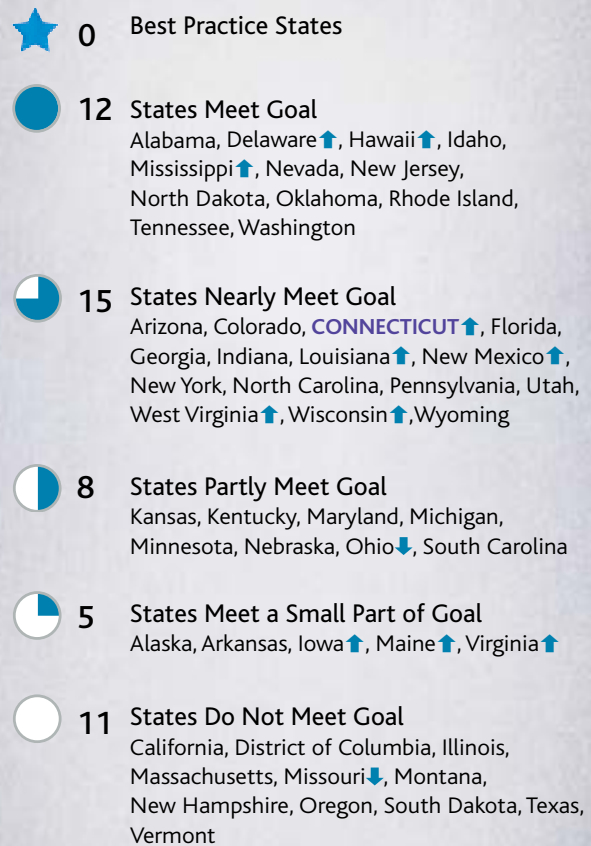 0 Best Practice States
12 States Meet Goal
Alabama, Delaware⬆, Hawaii⬆, Idaho,
Mississippi⬆, Nevada, New Jersey,
North Dakota, Oklahoma, Rhode Island,
Tennessee, Washington
15 States Nearly Meet Goal
Arizona, Colorado, CONNECTICUT⬆, Florida,
Georgia, Indiana, Louisiana⬆, New Mexico⬆,
New York, North Carolina, Pennsylvania, Utah,
West Virginia⬆, Wisconsin⬆,Wyoming
8 States Partly Meet Goal
Kansas, Kentucky, Maryland, Michigan,
Minnesota, Nebraska, Ohio⬇, South Carolina
5 States Meet a Small Part of Goal
Alaska, Arkansas, Iowa⬆, Maine⬆, Virginia⬆
11 States Do Not Meet Goal
California, District of Columbia, Illinois,
Massachusetts, Missouri⬇, Montana,
New Hampshire, Oregon, South Dakota, Texas,
Vermont